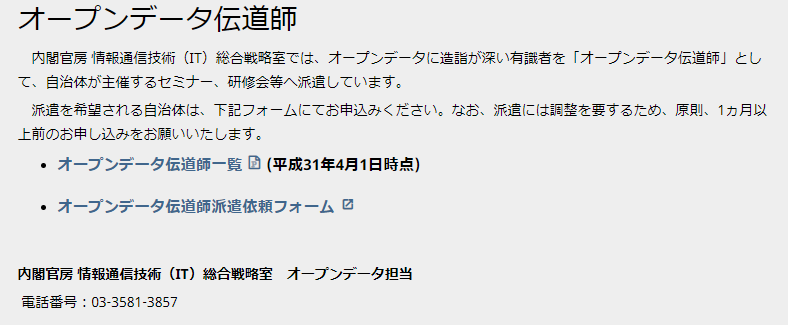 オープンデータ伝道師
内閣官房 情報通信技術（IT）総合戦略室では、オープンデータに造詣が深い有識者を「オープンデータ伝道師」とし
て、自治体が主催するセミナー、研修会等へ派遣しています。
派遣を希望される自治体は、下記フォームにてお申込みください。なお、派遣には調整を要するため、原則、1ヵ月以
上前のお申し込みをお願いいたします。
• オープンデータ伝道師一覧 (平成31年4月1日時点)
• オープンデータ伝道師派遣依頼フォーム
内閣官房 情報通信技術（IT）総合戦略室　オープンデータ担当
電話番号：03-3581-3857